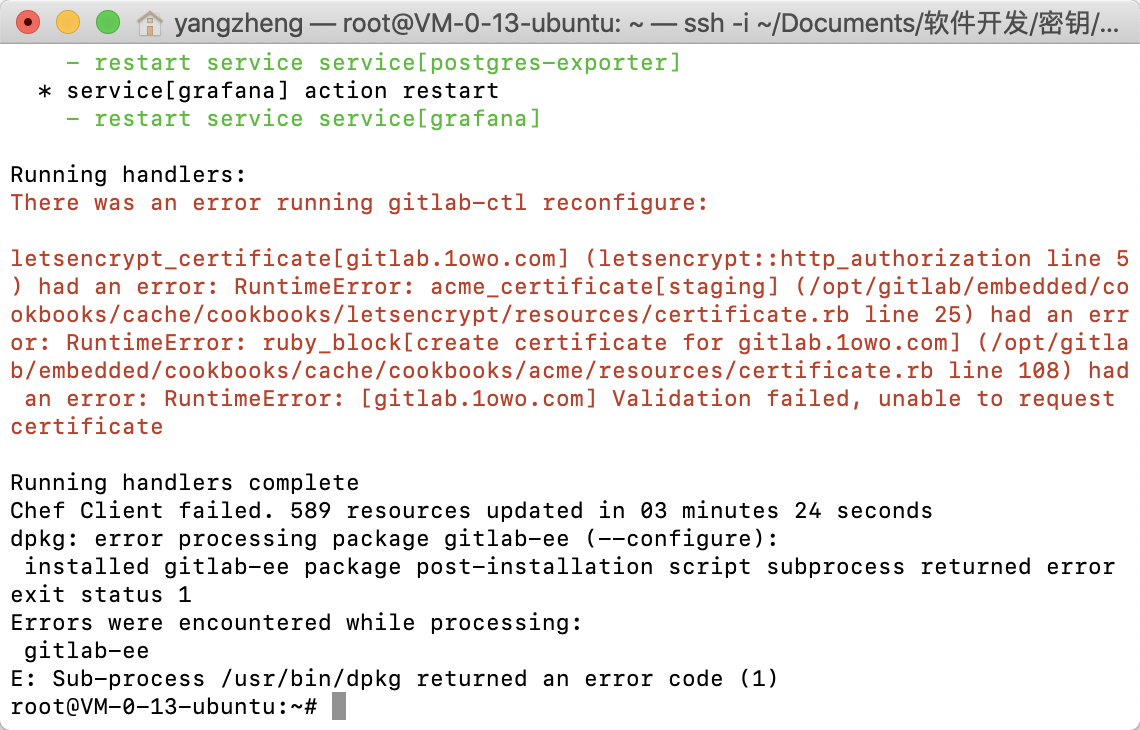 yangzheng — root@VM-0-13-ubuntu: ~ — ssh -i ~/Documents/软件开发/密钥/...
- restart service service[postgres-exporter]
* service[grafana] action restart
- restart service service[grafana]
Running handlers:
There was an error running gitlab-ctl reconfigure:
letsencrypt_certificate[gitlab.1owo.com] (letsencrypt::http_authorization line 5
) had an error: RuntimeError: acme_certificate[staging] (/opt/gitlab/embedded/co
okbooks/cache/cookbooks/letsencrypt/resources/certificate.rb line 25) had an err
or: RuntimeError: ruby_block[create certificate for gitlab.1owo.com] (/opt/gitla
b/embedded/cookbooks/cache/cookbooks/acme/resources/certificate.rb line 108) had
an error: RuntimeError: [gitlab.1owo.com] Validation failed, unable to request
certificate
Running handlers complete
Chef Client failed. 589 resources updated in 03 minutes 24 seconds
dpkg: error processing package gitlab-ee (--configure):
installed gitlab-ee package post-installation script subprocess returned error
exit status 1
Errors were encountered while processing:
gitlab-ee
E: Sub-process /usr/bin/dpkg returned an error code (1)
root@VM-0-13-ubuntu:~#